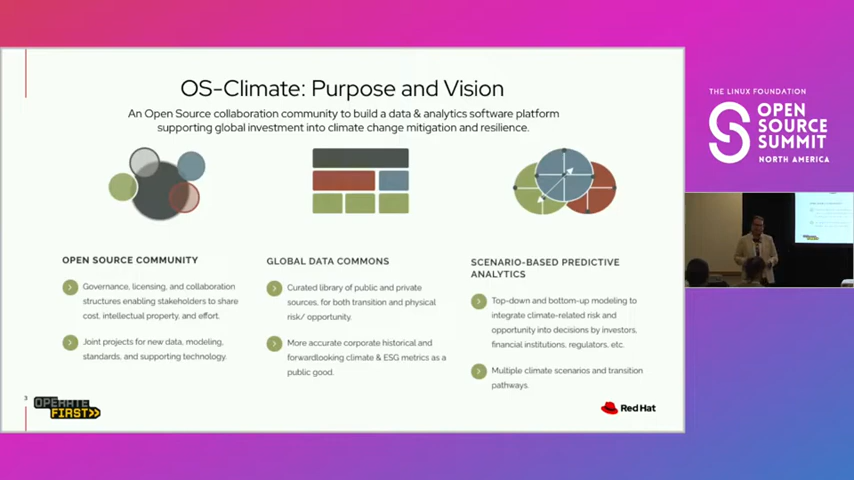 OS-Climate: Purpose and Vision
An Open Source collaboration community to build a data & analytics software platform
supporting global investment into climate change mitigation and resilience.
OPEN SOURCE COMMUNITY
Governance, licensing, and collaboration
structures enabling stakeholders to share
cost, intellectual property, and effort.
Joint projects for new data, modeling,
standards, and supporting technology.
GLOBAL DATA COMMONS
Curated library of public and private
sources, for both transition and physical
risk/ opportunity.
More accurate corporate historical and
forwardlooking climate & ESG metrics as a
public good.
SCENARIO-BASED PREDICTIVE
ANALYTICS
Top-down and bottom-up modeling to
integrate climate-related risk and
opportunity into decisions by investors,
financial institutions, regulators, etc.
Multiple climate scenarios and transition
pathways.
3
OPERATE
FIRST
Red Hat
THE LINUX FOUNDATION
OPEN
SOURCE
SUMMIT
NORTH AMERICA